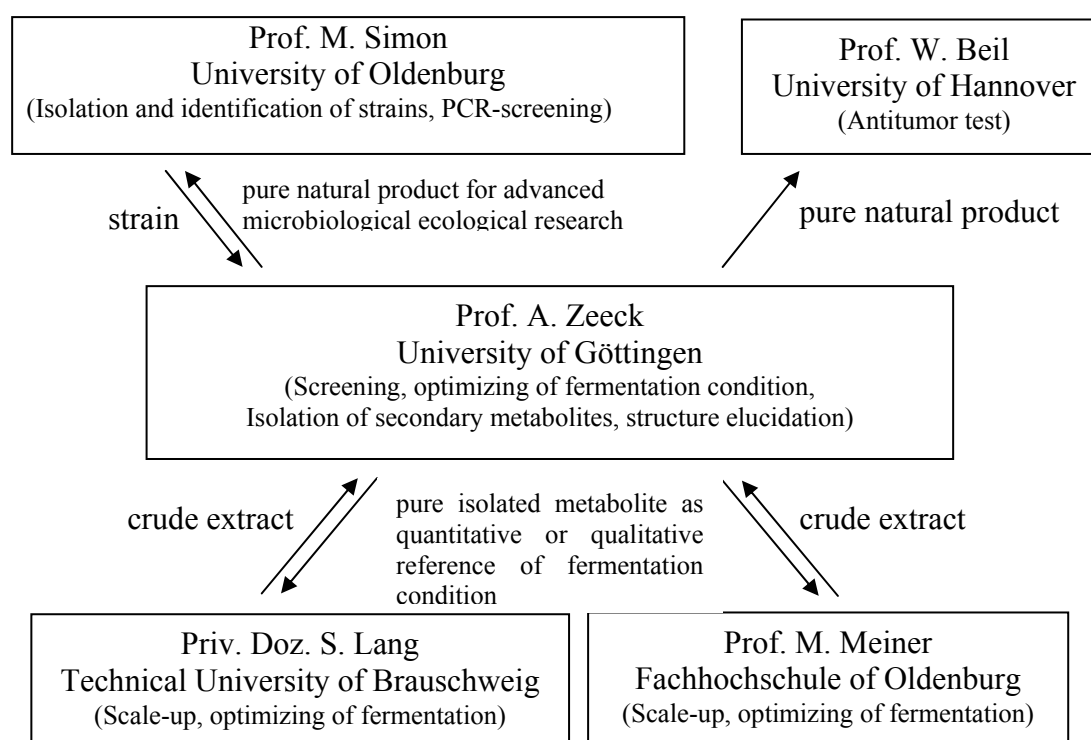 Prof. M. Simon
University of Oldenburg
(Isolation and identification of strains, PCR-screening)
Prof. W. Beil
University of Hannover
(Antitumor test)
strain
pure natural product for advanced
microbiological ecological research
pure natural product
Prof. A. Zeeck
University of Göttingen
(Screening, optimizing of fermentation condition,
Isolation of secondary metabolites, structure elucidation)
crude extract
pure isolated metabolite as
quantitative or qualitative
reference of fermentation
condition
crude extract
Priv. Doz. S. Lang
Technical University of Brauschweig
(Scale-up, optimizing of fermentation)
Prof. M. Meiner
Fachhochschule of Oldenburg
(Scale-up, optimizing of fermentation)